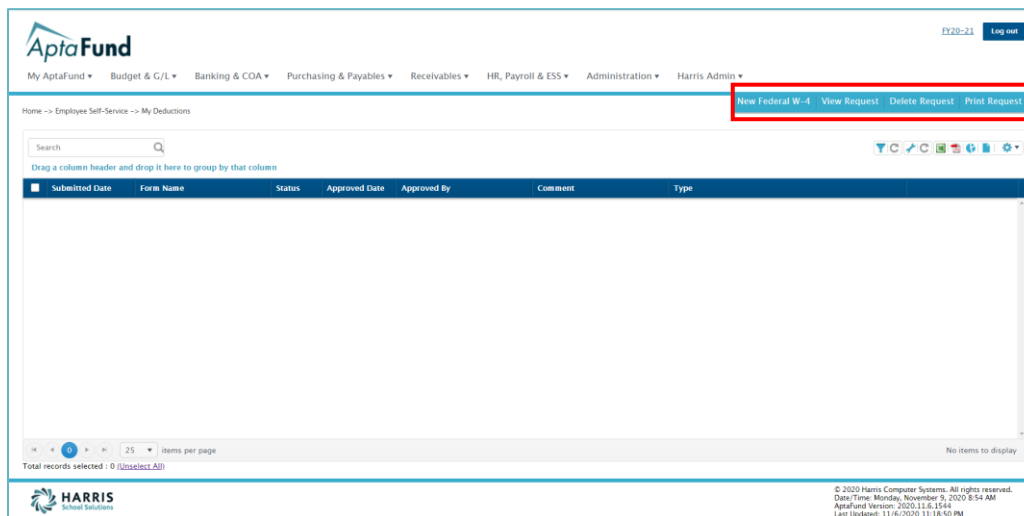 AptaFund
FY20-21 Log out
My AptaFund Budget & G/L Banking & COA Purchasing & Payables Receivables HR, Payroll & ESS Administration Harris Admin
Home -> Employee Self-Service -> My Deductions
New Federal W-4 View Request Delete Request Print Request
Search
Drag a column header and drop it here to group by that column
Submitted Date Form Name Status Approved Date Approved By Comment Type
0 25 items per page No items to display
Total records selected : 0 (Unselect All)
HARRIS
School Solutions
© 2020 Harris Computer Systems. All rights reserved.
Date/Time: Monday, November 9, 2020 8:54 AM
AptaFund Version: 2020.11.6.1544
Last Updated: 11/6/2020 11:18:50 PM